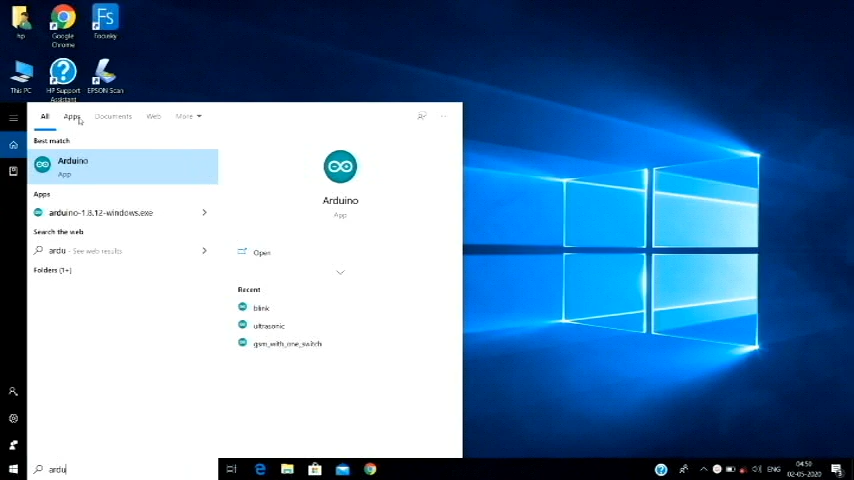 hp
Google Chrome
Fscinky
This PC
HP Support Assistant
EPSON Scan
All
Apps
Documents
Web
More
Best match
Arduino
App
Apps
arduino-1.8.12-windows.exe
Search the web
ardu - See web results
Folders (1+)
Arduino
App
Open
Recent
blink
ultrasonic
gsm_with_one_switch
ardu
ENG
04:50
02-05-2020